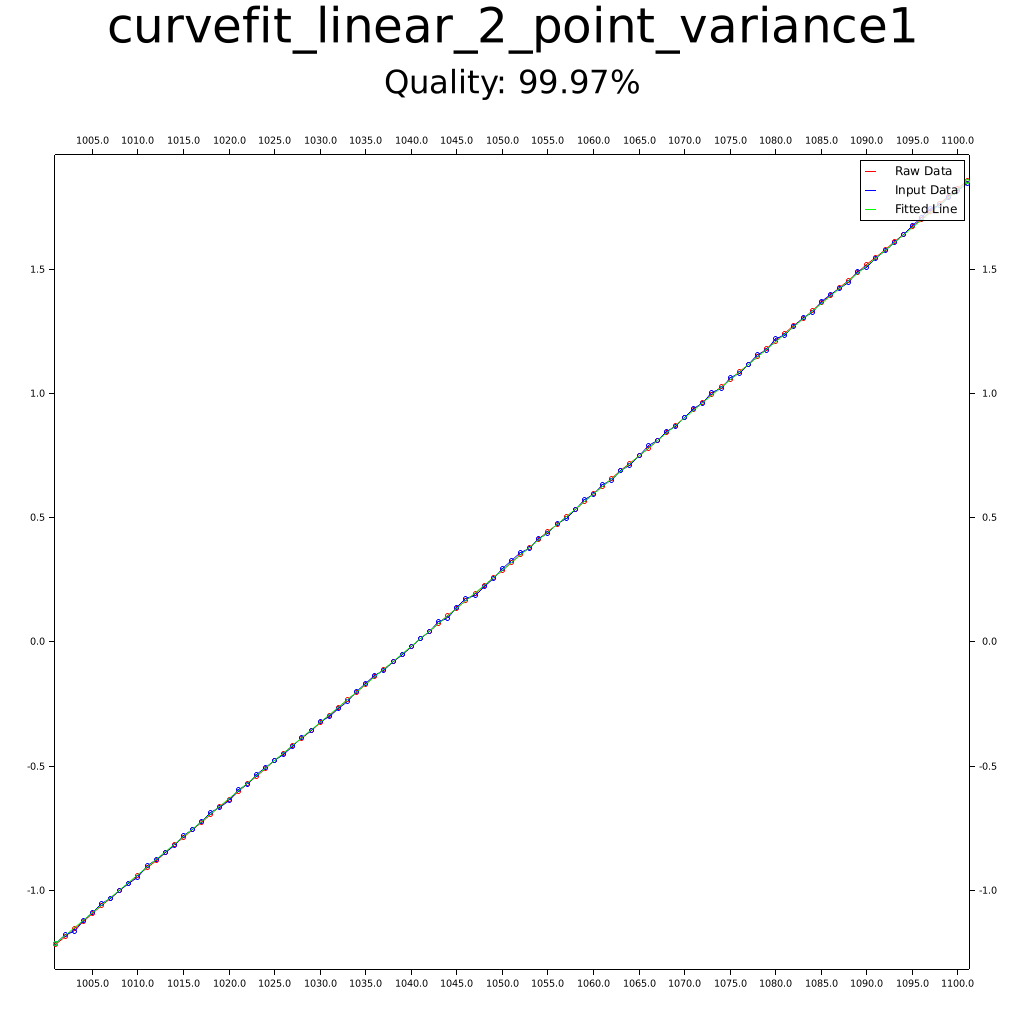 curvefit_linear_2_point_variance1
Quality: 99.97%
1005.0 1010.0 1015.0 1020.0 1025.0 1030.0 1035.0 1040.0 1045.0 1050.0 1055.0 1060.0 1065.0 1070.0 1075.0 1080.0 1085.0 1090.0 1095.0 1100.0
Raw Data
Input Data
Fitted Line
1.5 1.5
1.0 1.0
0.5 0.5
0.0 0.0
-0.5 -0.5
-1.0 -1.0
1005.0 1010.0 1015.0 1020.0 1025.0 1030.0 1035.0 1040.0 1045.0 1050.0 1055.0 1060.0 1065.0 1070.0 1075.0 1080.0 1085.0 1090.0 1095.0 1100.0